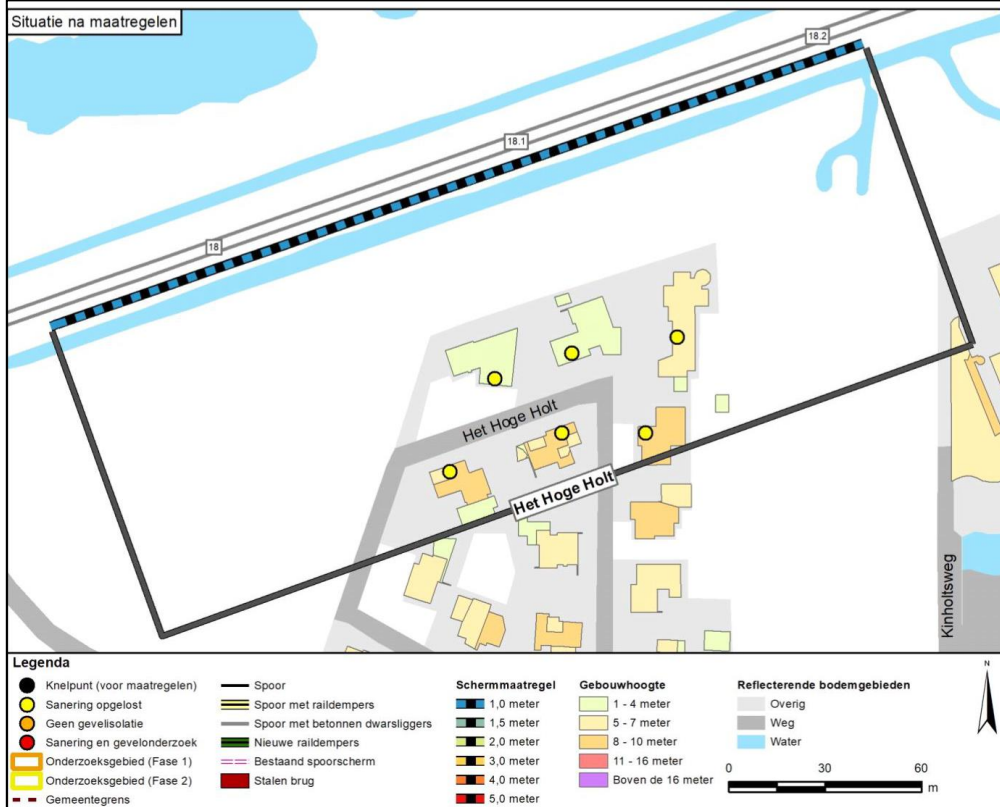 Situatie na maatregelen
18.2
18.1
18
Het Hoge Holt
Het Hoge Holt
Kinholtsweg
Legenda
Knelpunt (voor maatregelen)
Sanering opgelost
Geen gevelisolatie
Sanering en gevelonderzoek
Onderzoeksgebied (Fase 1)
Onderzoeksgebied (Fase 2)
Gemeentegrens
Spoor
Spoor met raildempers
Spoor met betonnen dwarsliggers
Nieuwe raildempers
Bestaand spoorscherm
Stalen brug
Schermmaatregel
1,0 meter
1,5 meter
2,0 meter
3,0 meter
4,0 meter
5,0 meter
Gebouwhoogte
1 - 4 meter
5 - 7 meter
8 - 10 meter
11 - 16 meter
Boven de 16 meter
Reflecterende bodemgebieden
Overig
Weg
Water
N
0 30 60
m